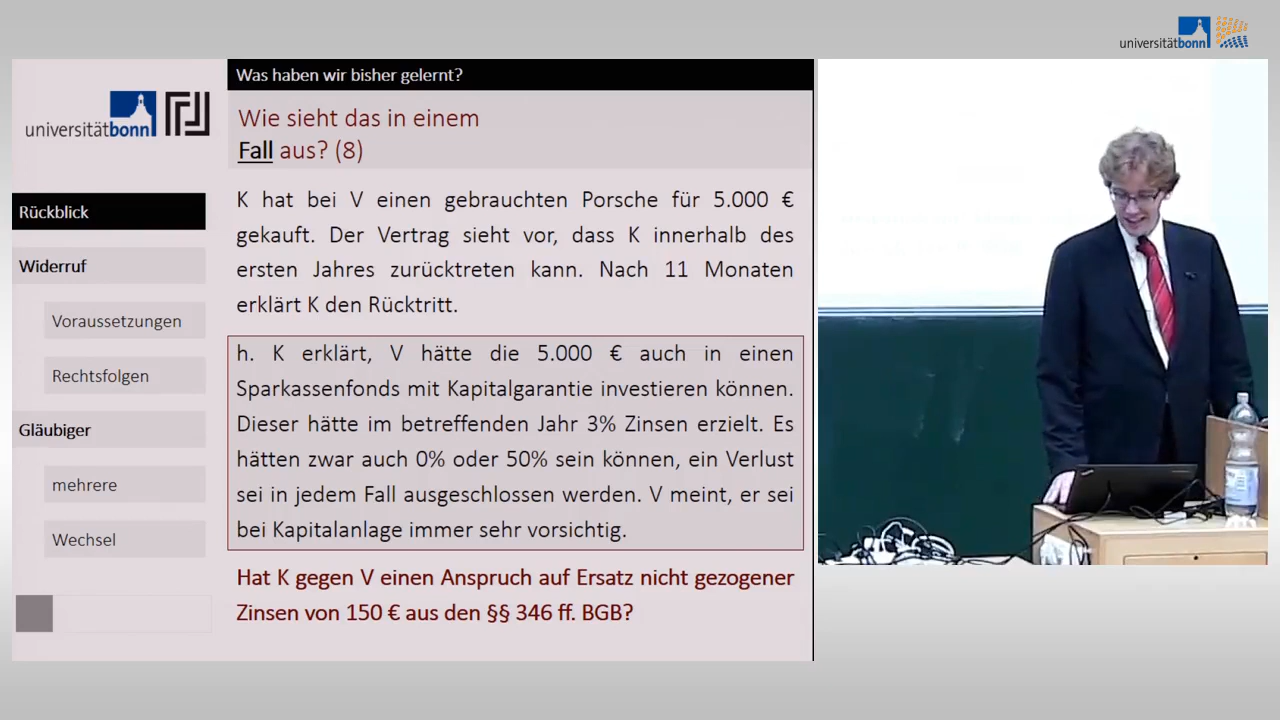 universitätbonn
Was haben wir bisher gelernt?
universitätbonn
Wie sieht das in einem
Fall aus? (8)
Rückblick
Widerruf
Voraussetzungen
Rechtsfolgen
Gläubiger
mehrere
Wechsel
K hat bei V einen gebrauchten Porsche für 5.000 €
gekauft. Der Vertrag sieht vor, dass K innerhalb des
ersten Jahres zurücktreten kann. Nach 11 Monaten
erklärt K den Rücktritt.
h. K erklärt, V hätte die 5.000 € auch in einen
Sparkassenfonds mit Kapitalgarantie investieren können.
Dieser hätte im betreffenden Jahr 3% Zinsen erzielt. Es
hätten zwar auch 0% oder 50% sein können, ein Verlust
sei in jedem Fall ausgeschlossen werden. V meint, er sei
bei Kapitalanlage immer sehr vorsichtig.
Hat K gegen V einen Anspruch auf Ersatz nicht gezogener
Zinsen von 150 € aus den §§ 346 ff. BGB?